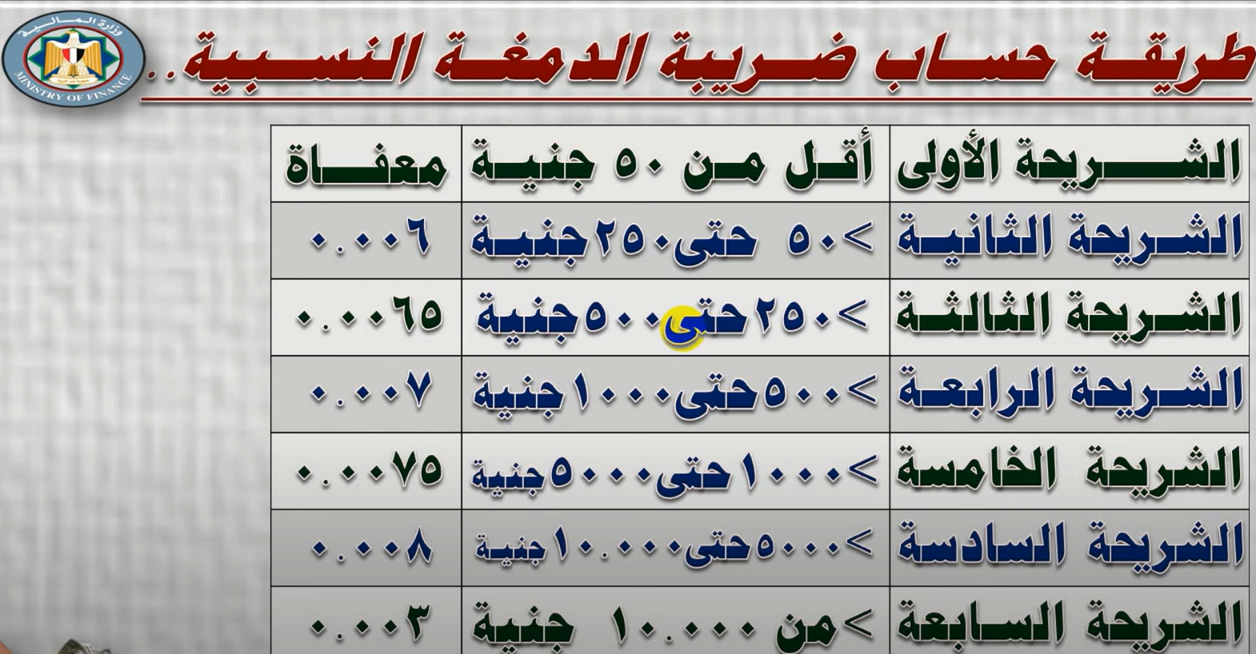 وزارة المالية
MINISTRY OF FINANCE
طريقة حساب ضريبة الدمغة النسبية..
الشريحة الأولى أقل من ٥٠ جنية معفاة
الشريحة الثانية >٥٠ حتى ٢٥٠ جنية ٠.٠٠٦
الشريحة الثالثة >٢٥٠ حتى ٥٠٠ جنية ٠.٠٠٦٥
الشريحة الرابعة >٥٠٠ حتى ١٠٠٠ جنية ٠.٠٠٧
الشريحة الخامسة >١٠٠٠ حتى ٥٠٠٠ جنية ٠.٠٠٧٥
الشريحة السادسة >٥٠٠٠ حتى ١٠.٠٠٠ جنية ٠.٠٠٨
الشريحة السابعة >من ١٠.٠٠٠ جنية ٠.٠٠٣